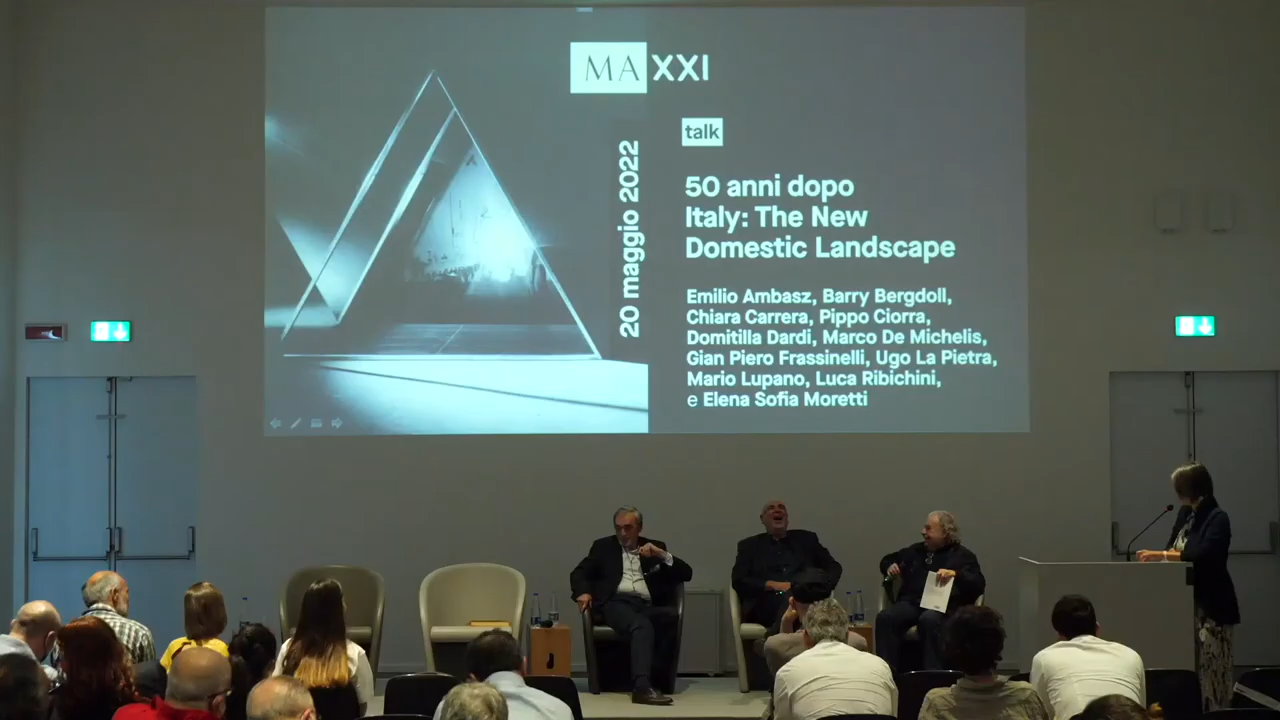 MAXXI
talk
20 maggio 2022
50 anni dopo
Italy: The New
Domestic Landscape
Emilio Ambasz, Barry Bergdoll,
Chiara Carrera, Pippo Ciorra,
Domitilla Dardi, Marco De Michelis,
Gian Piero Frassinelli, Ugo La Pietra,
Mario Lupano, Luca Ribichini,
e Elena Sofia Moretti